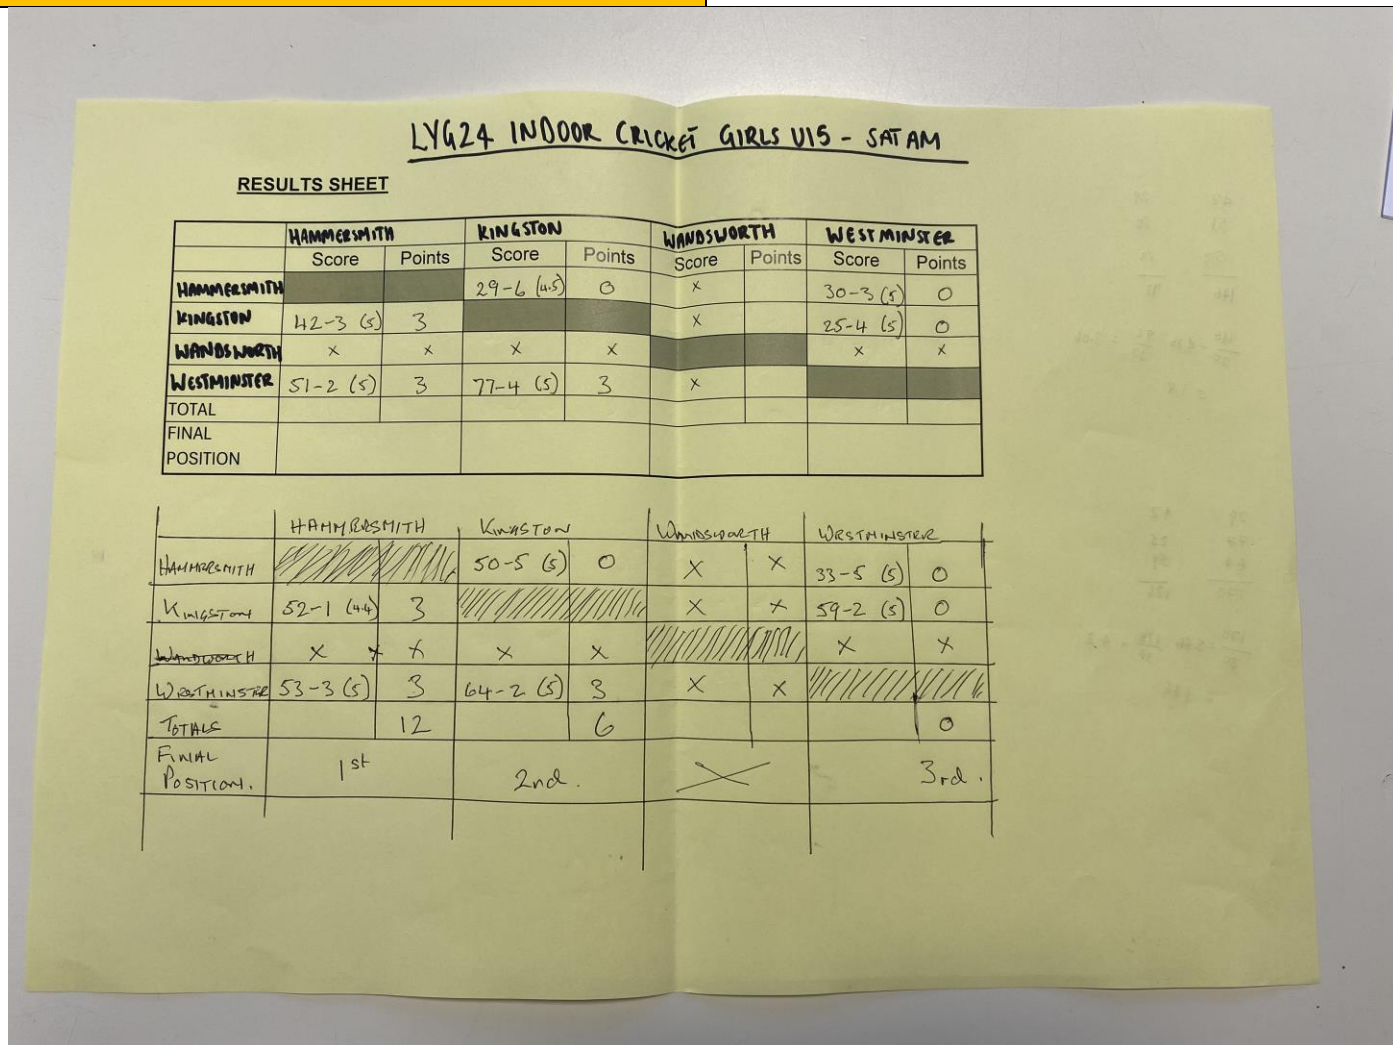 LYG24 INDOOR CRICKET GIRLS U15 - SAT AM
RESULTS SHEET
HAMMERSMITH KINGSTON WANDSWORTH WESTMINSTER
Score Points Score Points Score Points Score Points
HAMMERSMITH 29-6 (4.5) 0 x 30-3 (5) 0
KINGSTON 42-3 (5) 3 x 25-4 (5) 0
WANDSWORTH x x x x x x
WESTMINSTER 51-2 (5) 3 77-4 (5) 3 x
TOTAL
FINAL
POSITION
HAMMERSMITH KINGSTON WANDSWORTH WESTMINSTER
HAMMERSMITH 50-5 (5) 0 x x 33-5 (5) 0
KINGSTON 52-1 (4.4) 3 x x 59-2 (5) 0
WANDWORTH x x x x x x x
WESTMINSTER 53-3 (5) 3 64-2 (5) 3 x x
TOTALS 12 6 0
FINAL
POSITION. 1st 2nd. 3rd.